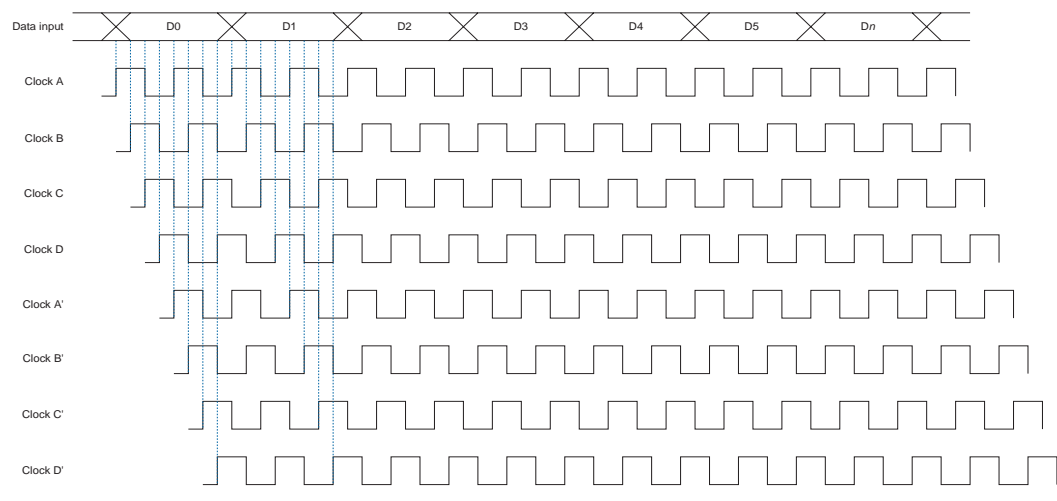 Data input D0 D1 D2 D3 D4 D5 Dn
Clock A
Clock B
Clock C
Clock D
Clock A'
Clock B'
Clock C'
Clock D'